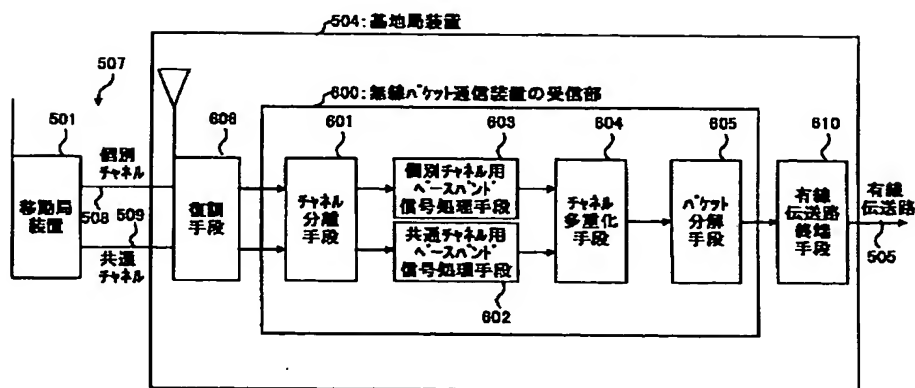 504:基地局装置
507
600:無線パケット通信装置の受信部
501
608
601
603
604
605
610
個別
チャネル
508
509
共通
チャネル
移動局
装置
復調
手段
チャネル
分離
手段
個別チャネル用
ベースバンド
信号処理手段
共通チャネル用
ベースバンド
信号処理手段
602
チャネル
多重化
手段
パケット
分解
手段
有線
伝送路
終端
手段
有線
伝送路
505